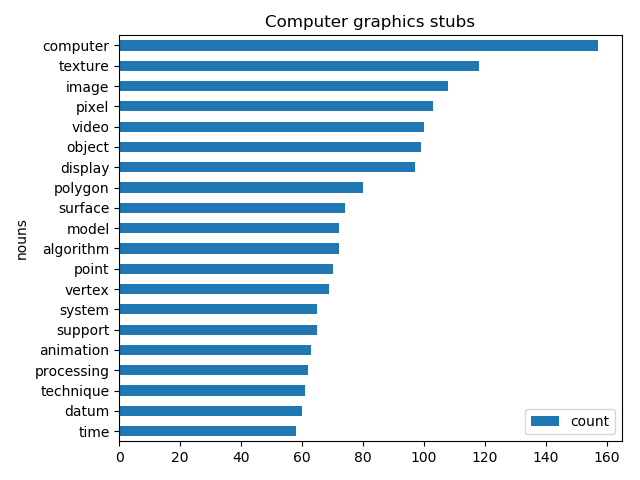 Computer graphics stubs
computer
texture
image
pixel
video
object
display
polygon
surface
model
algorithm
point
vertex
system
support
animation
processing
technique
datum
time
nouns
count
0 20 40 60 80 100 120 140 160